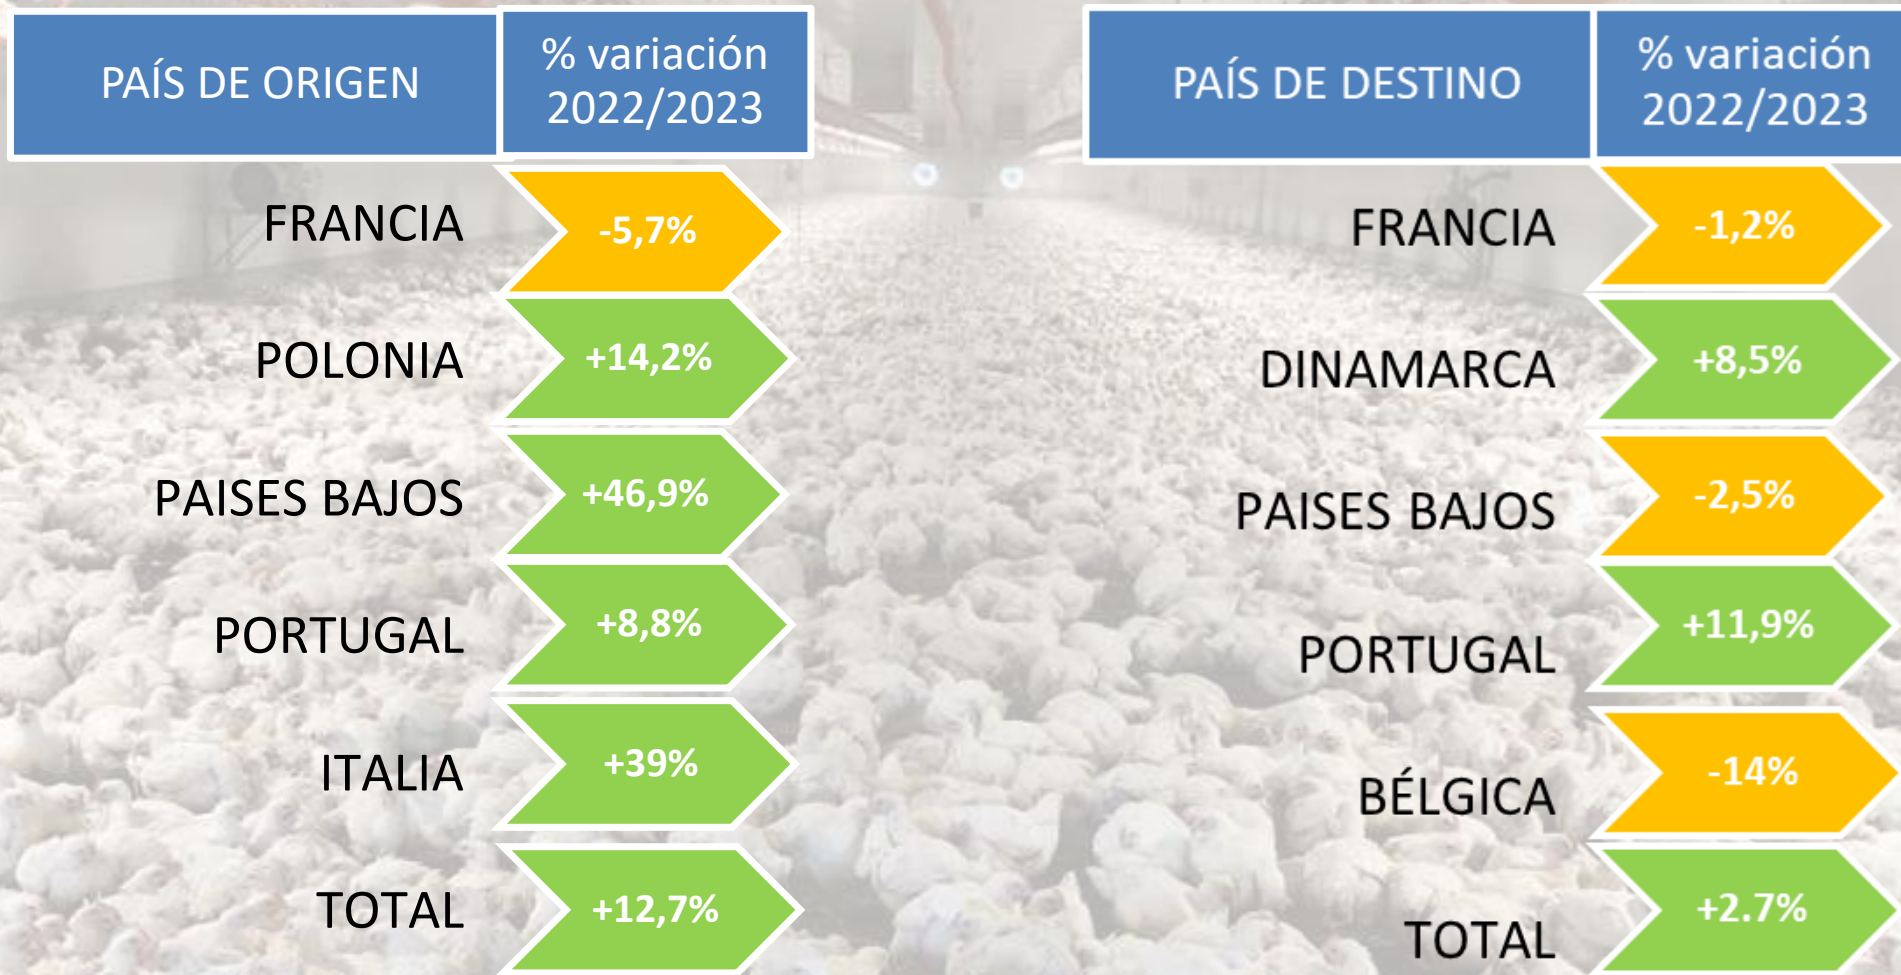 PAÍS DE ORIGEN
% variación
2022/2023
FRANCIA
-5,7%
POLONIA
+14,2%
PAISES BAJOS
+46,9%
PORTUGAL
+8,8%
ITALIA
+39%
TOTAL
+12,7%
PAÍS DE DESTINO
% variación
2022/2023
FRANCIA
-1,2%
DINAMARCA
+8,5%
PAISES BAJOS
-2,5%
PORTUGAL
+11,9%
BÉLGICA
-14%
TOTAL
+2.7%